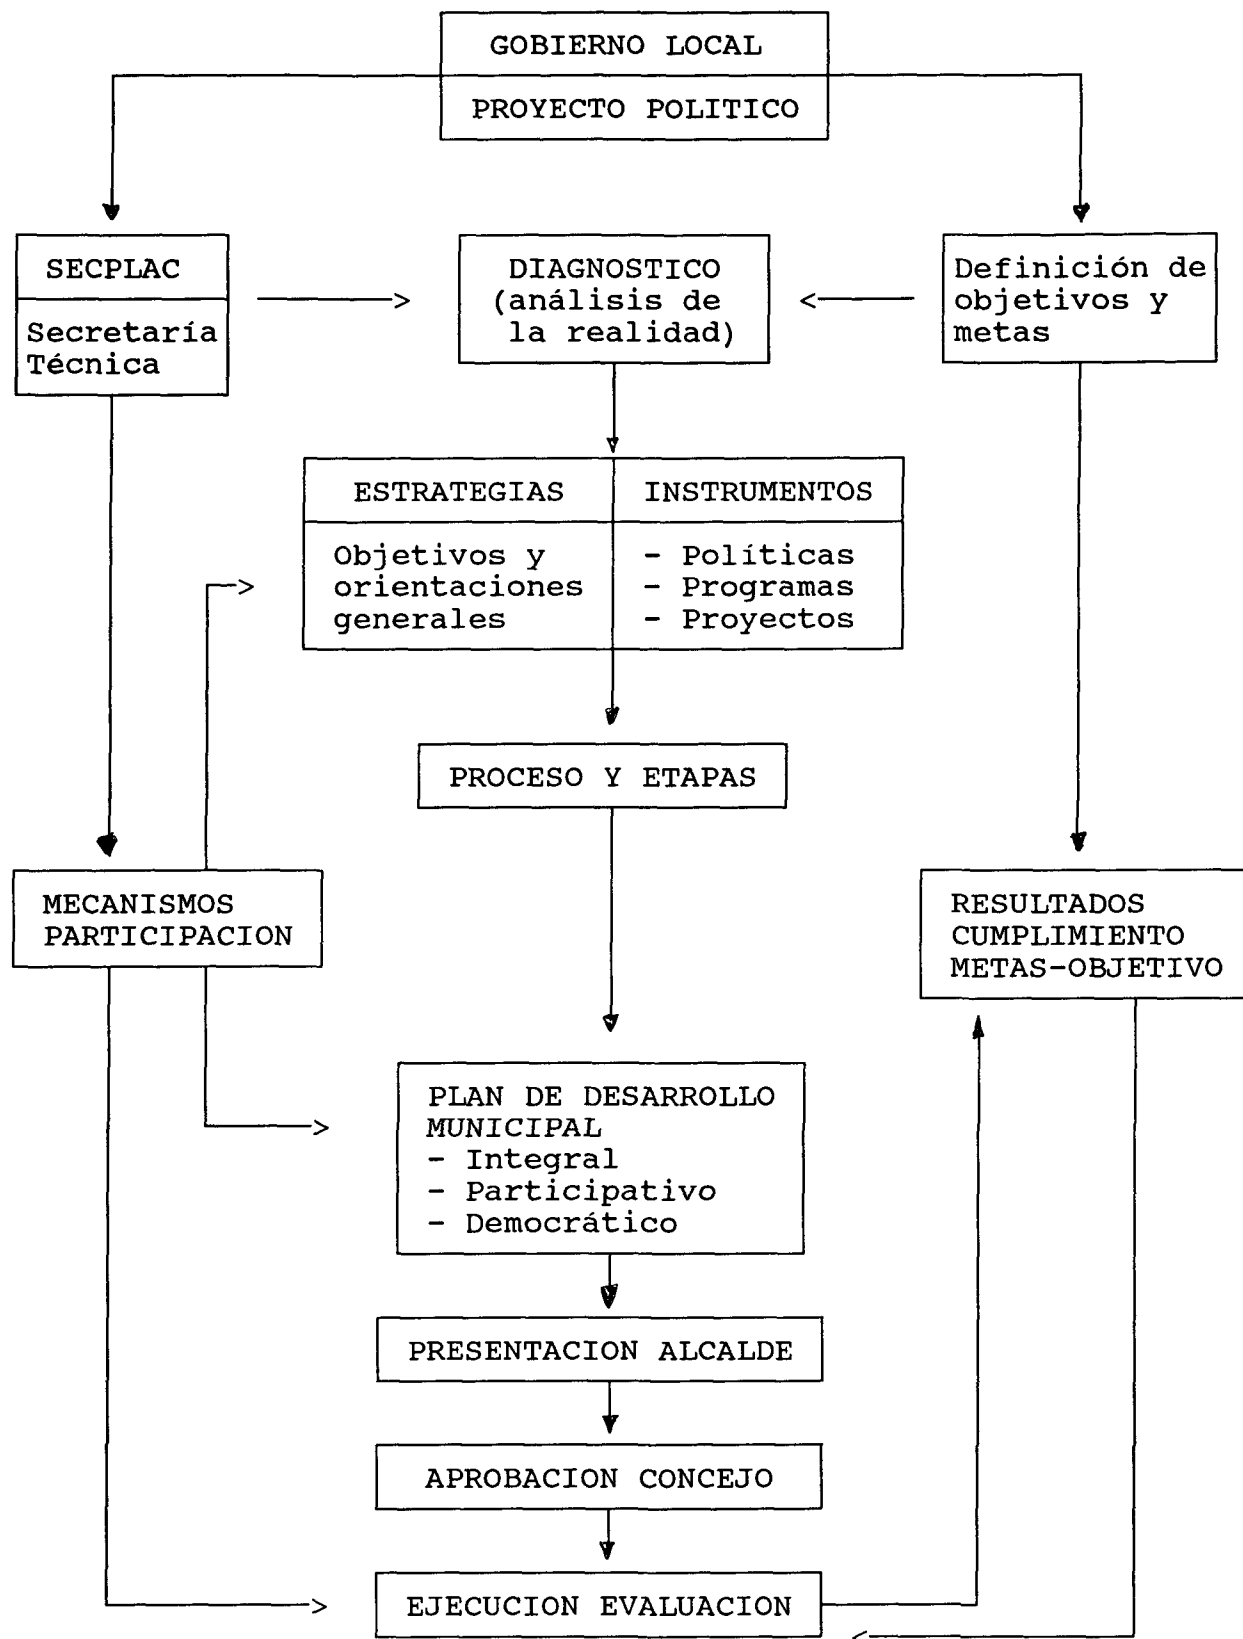 GOBIERNO LOCAL
PROYECTO POLITICO
SECPLAC
Secretaría
Técnica
DIAGNOSTICO
(análisis de
la realidad)
Definición de
objetivos y
metas
ESTRATEGIAS
Objetivos y
orientaciones
generales
INSTRUMENTOS
- Políticas
- Programas
- Proyectos
PROCESO Y ETAPAS
MECANISMOS
PARTICIPACION
RESULTADOS
CUMPLIMIENTO
METAS-OBJETIVO
PLAN DE DESARROLLO
MUNICIPAL
- Integral
- Participativo
- Democrático
PRESENTACION ALCALDE
APROBACION CONCEJO
EJECUCION EVALUACION